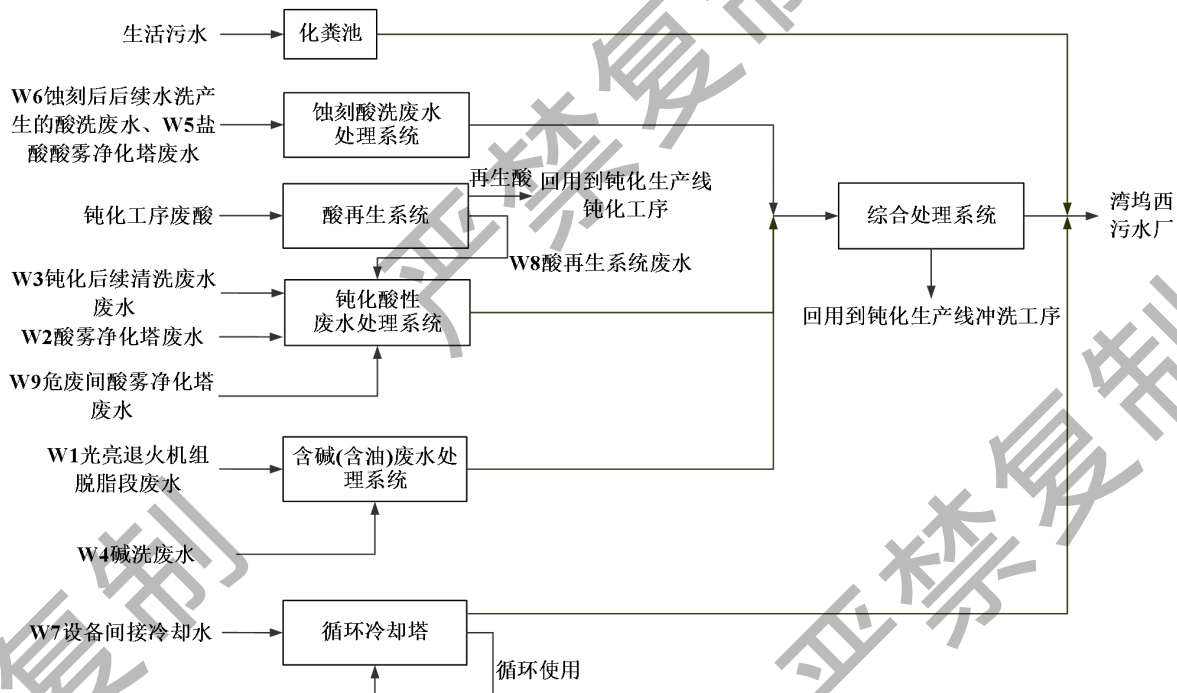 生活污水
化粪池
W6蚀刻后后续水洗产
生的酸洗废水、W5盐
酸酸雾净化塔废水
蚀刻酸洗废水
处理系统
钝化工序废酸
酸再生系统
再生酸
回用到钝化生产线
钝化工序
W8酸再生系统废水
W3钝化后续清洗废水
废水
W2酸雾净化塔废水
钝化酸性
废水处理系统
W9危废间酸雾净化塔
废水
综合处理系统
湾坞西
污水厂
回用到钝化生产线冲洗工序
W1光亮退火机组
脱脂段废水
含碱(含油)废水处
理系统
W4碱洗废水
W7设备间接冷却水
循环冷却塔
循环使用
严禁复制
严禁复制
复制